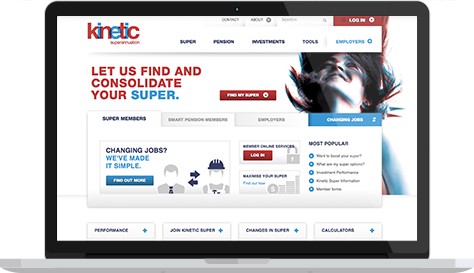 CONTACT
ABOUT
SEARCH
LOG IN
kinetic
superannuation
SUPER
PENSION
INVESTMENTS
TOOLS
EMPLOYERS
LET US FIND AND
CONSOLIDATE
YOUR SUPER.
FIND MY SUPER
SUPER MEMBERS
SMART PENSION MEMBERS
EMPLOYERS
CHANGING JOBS
CHANGING JOBS?
WE'VE MADE
IT SIMPLE.
FIND OUT MORE
MEMBER ONLINE SERVICES
LOG IN
MAXIMISE YOUR SUPER
Find out how
MOST POPULAR
Want to boost your super?
What are my super options?
Investment Performance
Kinetic Super Information
Member forms
PERFORMANCE
JOIN KINETIC SUPER
CHANGES IN SUPER
CALCULATORS